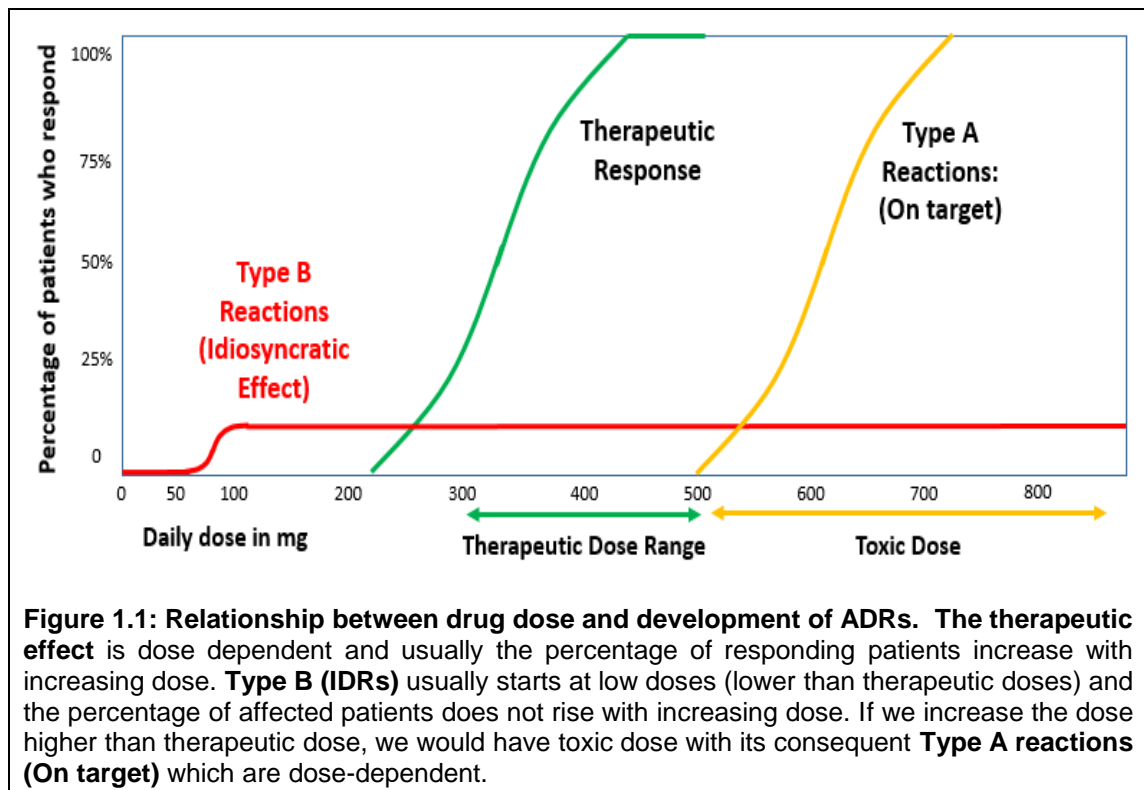 Percentage of patients who respond
100%
75%
50%
25%
0
Therapeutic
Response
Type A
Reactions:
(On target)
Type B
Reactions
(Idiosyncratic
Effect)
0 50 100 200 300 400 500 600 700 800
Daily dose in mg
Therapeutic Dose Range
Toxic Dose
Figure 1.1: Relationship between drug dose and development of ADRs. The therapeutic
effect is dose dependent and usually the percentage of responding patients increase with
increasing dose. Type B (IDRs) usually starts at low doses (lower than therapeutic doses) and
the percentage of affected patients does not rise with increasing dose. If we increase the dose
higher than therapeutic dose, we would have toxic dose with its consequent Type A reactions
(On target) which are dose-dependent.